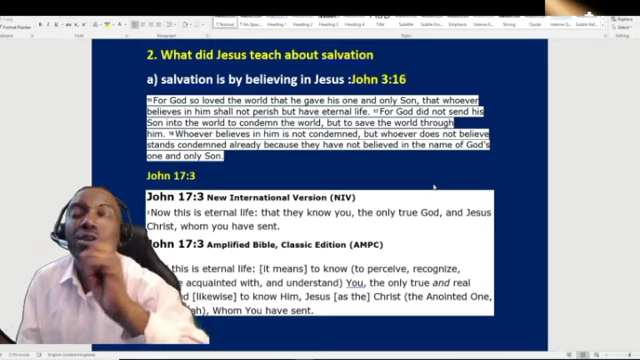 2. What did Jesus teach about salvation
a) salvation is by believing in Jesus :John 3:16
16 For God so loved the world that he gave his one and only Son, that whoever
believes in him shall not perish but have eternal life. 17 For God did not send his
Son into the world to condemn the world, but to save the world through
him. 18 Whoever believes in him is not condemned, but whoever does not believe
stands condemned already because they have not believed in the name of God's
one and only Son.
John 17:3
John 17:3 New International Version (NIV)
3 Now this is eternal life: that they know you, the only true God, and Jesus
Christ, whom you have sent.
John 17:3 Amplified Bible, Classic Edition (AMPC)
this is eternal life: [it means] to know (to perceive, recognize,
acquainted with, and understand) You, the only true and real
[likewise] to know Him, Jesus [as the] Christ (the Anointed One,
Whom You have sent.
Format Painter
English (United Kingdom)